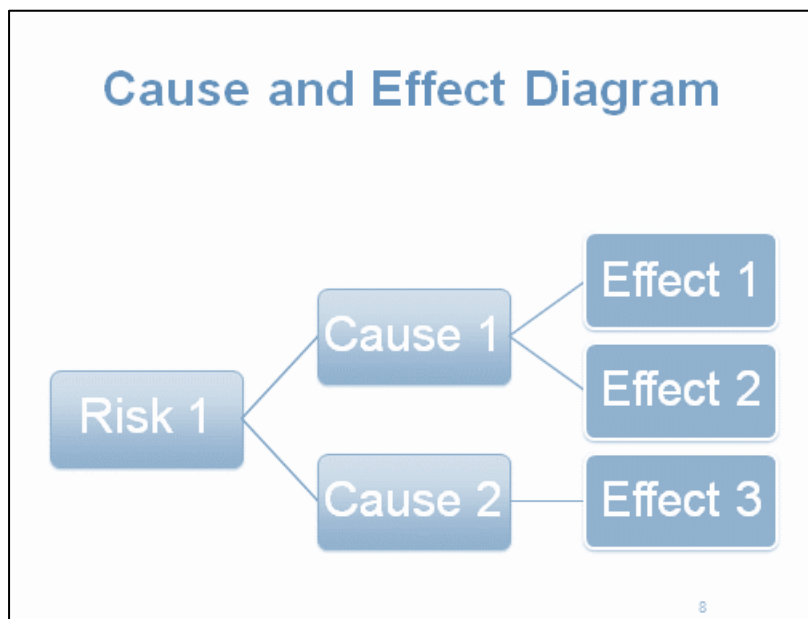 Cause and Effect Diagram
Risk 1
Cause 1
Effect 1
Effect 2
Cause 2
Effect 3
8